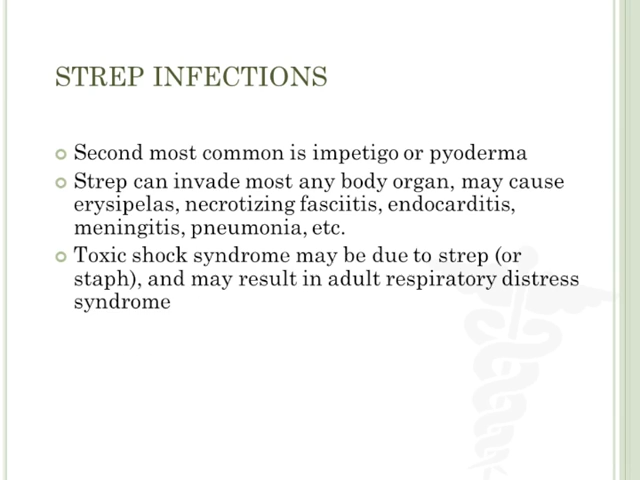 STREP INFECTIONS
Second most common is impetigo or pyoderma
Strep can invade most any body organ, may cause
erysipelas, necrotizing fasciitis, endocarditis,
meningitis, pneumonia, etc.
Toxic shock syndrome may be due to strep (or
staph), and may result in adult respiratory distress
syndrome